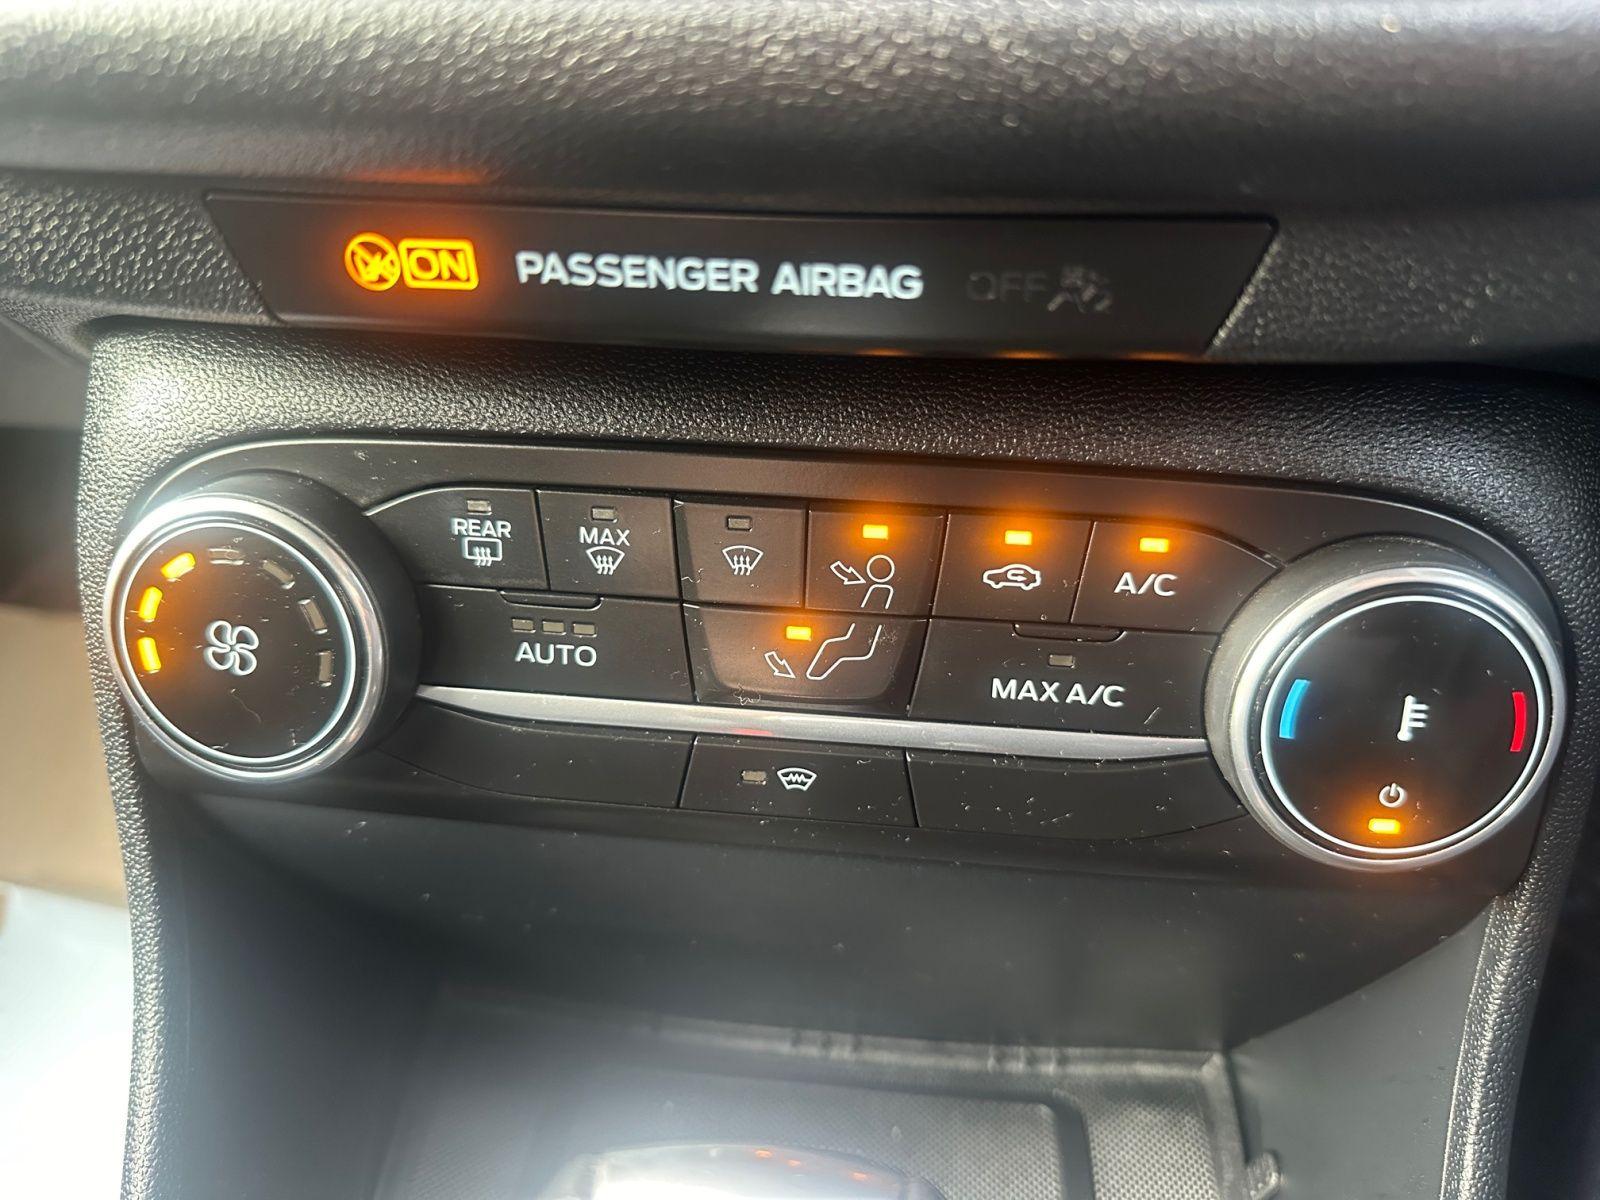 ON PASSENGER AIRBAG OFF
REAR
MAX
A/C
AUTO
MAX A/C